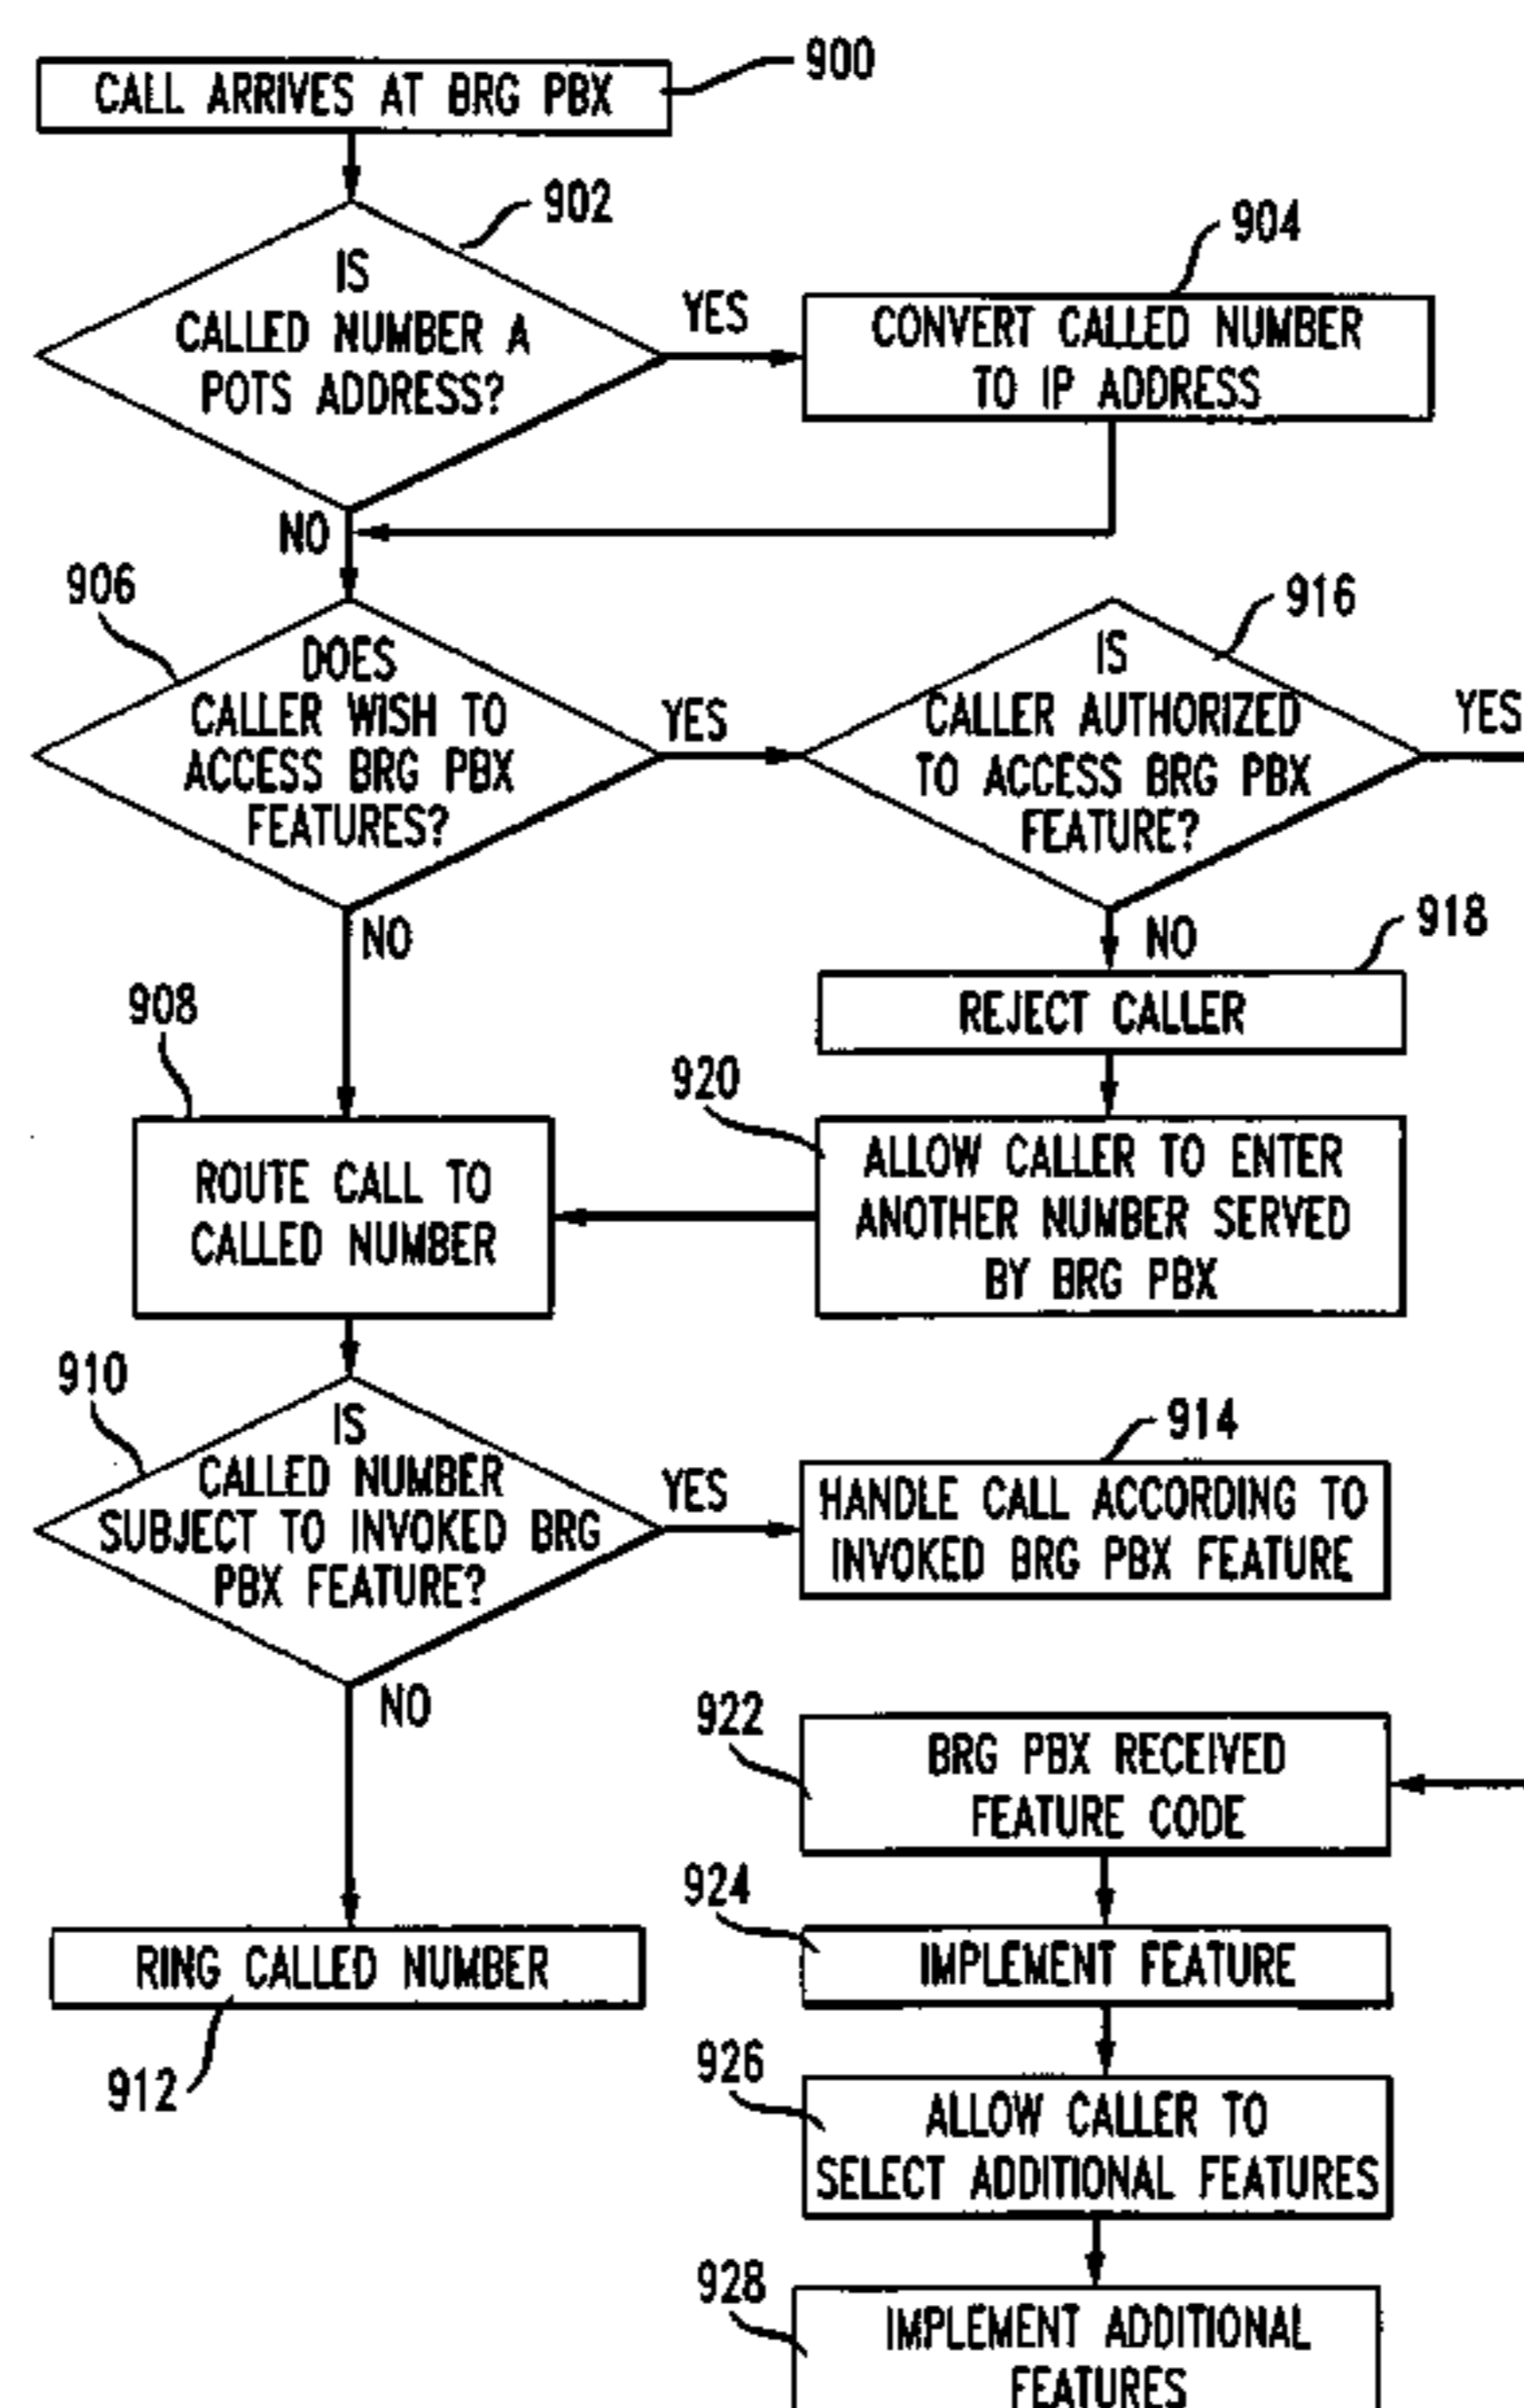 CALL ARRIVES AT BRG PBX
900
902
IS
CALLED NUMBER A
POTS ADDRESS?
YES
904
CONVERT CALLED NUMBER
TO IP ADDRESS
NO
906
DOES
CALLER WISH TO
ACCESS BRG PBX
FEATURES?
YES
916
IS
CALLER AUTHORIZED
TO ACCESS BRG PBX
FEATURE?
YES
NO
NO
918
REJECT CALLER
908
920
ROUTE CALL TO
CALLED NUMBER
ALLOW CALLER TO ENTER
ANOTHER NUMBER SERVED
BY BRG PBX
910
IS
CALLED NUMBER
SUBJECT TO INVOKED BRG
PBX FEATURE?
YES
914
HANDLE CALL ACCORDING TO
INVOKED BRG PBX FEATURE
NO
922
BRG PBX RECEIVED
FEATURE CODE
924
IMPLEMENT FEATURE
RING CALLED NUMBER
912
926
ALLOW CALLER TO
SELECT ADDITIONAL FEATURES
928
IMPLEMENT ADDITIONAL
FEATURES